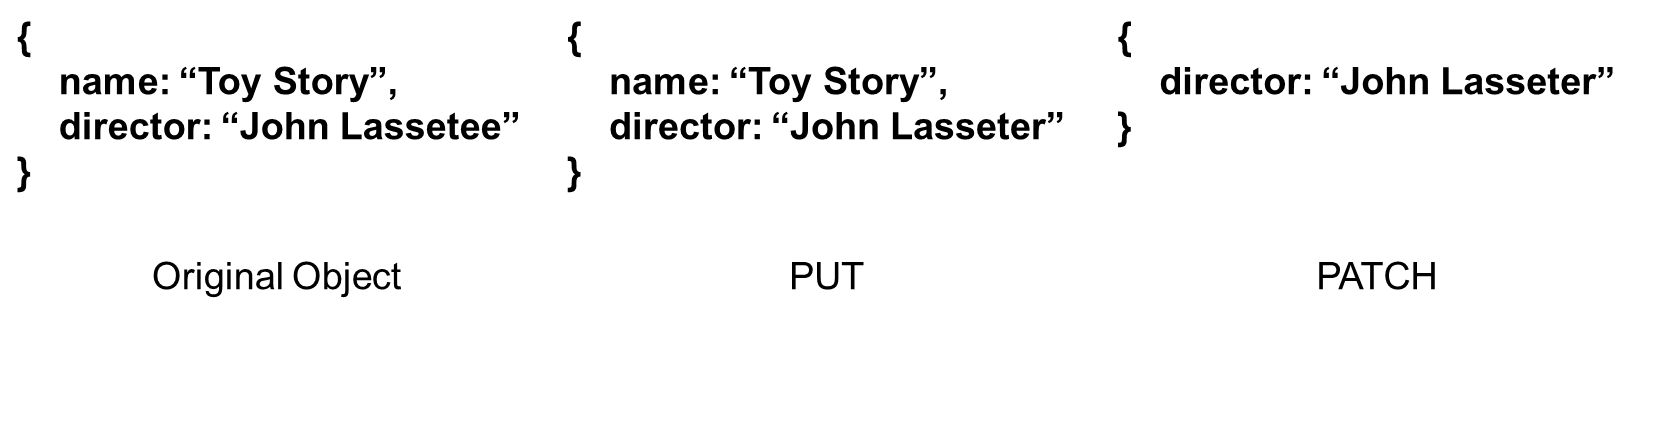 {
name: “Toy Story”,
director: “John Lassetee”
}
Original Object
{
name: “Toy Story”,
director: “John Lasseter”
}
PUT
{
director: “John Lasseter”
}
PATCH